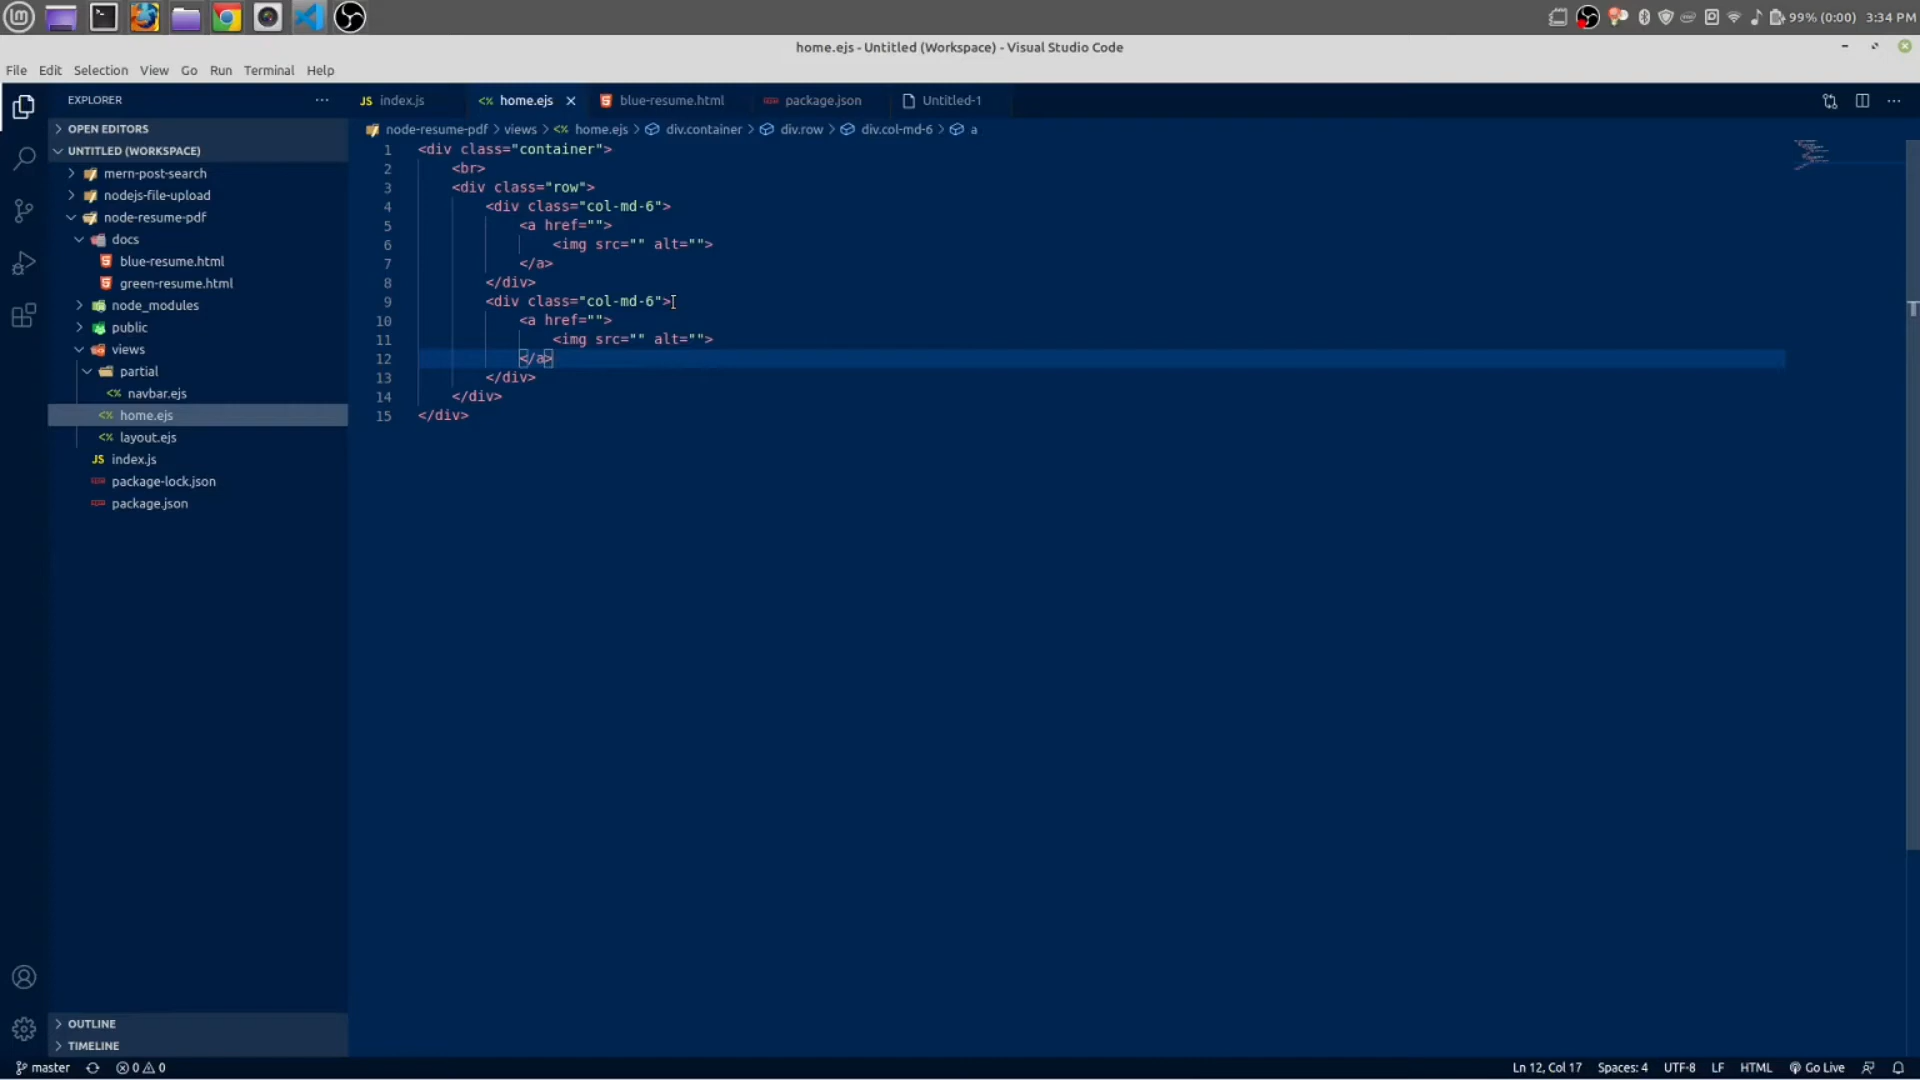 99% (0:00) 3:34 PM
home.ejs - Untitled (Workspace) - Visual Studio Code
File Edit Selection View Go Run Terminal Help
EXPLORER ···
OPEN EDITORS
UNTITLED (WORKSPACE)
mern-post-search
nodejs-file-upload
node-resume-pdf
docs
blue-resume.html
green-resume.html
node_modules
public
views
partial
navbar.ejs
home.ejs
layout.ejs
index.js
package-lock.json
package.json
OUTLINE
TIMELINE
JS index.js <% home.ejs blue-resume.html package.json Untitled-1
node-resume-pdf > views > <% home.ejs > div.container > div.row > div.col-md-6 > a
1 <div class="container">
2 <br>
3 <div class="row">
4 <div class="col-md-6">
5 <a href="">
6 <img src="" alt="">
7 </a>
8 </div>
9 <div class="col-md-6">
10 <a href="">
11 <img src="" alt="">
12 </a>
13 </div>
14 </div>
15 </div>
master 0 0 Ln 12, Col 17 Spaces: 4 UTF-8 LF HTML Go Live